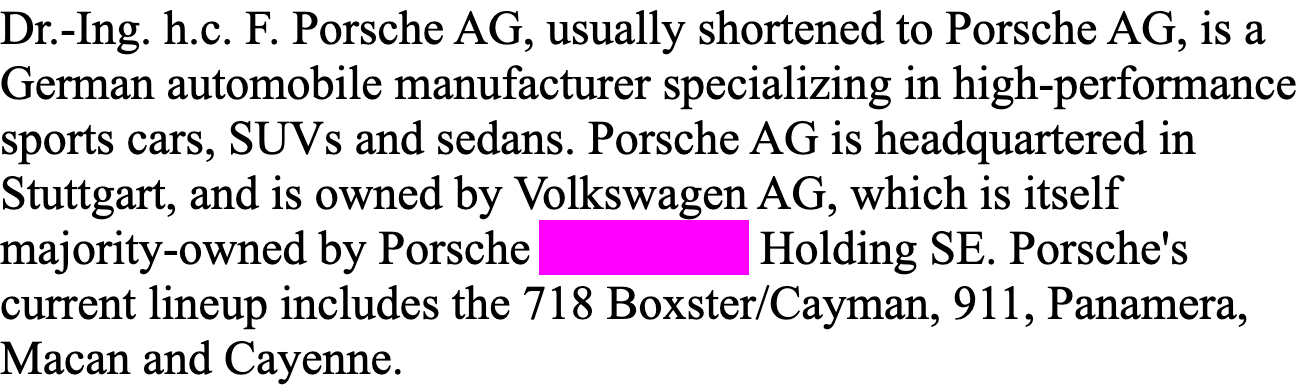 Dr.-Ing. h.c. F. Porsche AG, usually shortened to Porsche AG, is a
German automobile manufacturer specializing in high-performance
sports cars, SUVs and sedans. Porsche AG is headquartered in
Stuttgart, and is owned by Volkswagen AG, which is itself
majority-owned by Porsche Holding SE. Porsche's
current lineup includes the 718 Boxster/Cayman, 911, Panamera,
Macan and Cayenne.